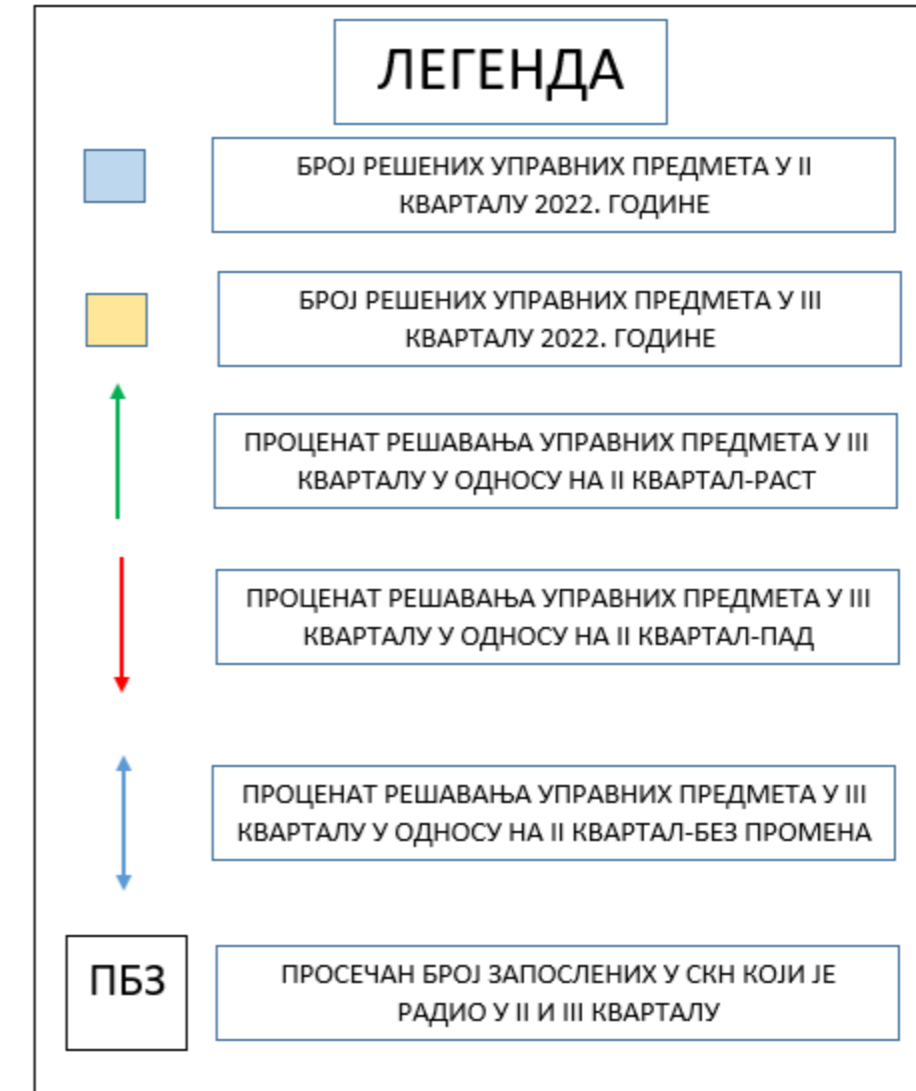 ЛЕГЕНДА
БРОЈ РЕШЕНИХ УПРАВНИХ ПРЕДМЕТА У II
КВАРТАЛУ 2022. ГОДИНЕ
БРОЈ РЕШЕНИХ УПРАВНИХ ПРЕДМЕТА У III
КВАРТАЛУ 2022. ГОДИНЕ
ПРОЦЕНАТ РЕШАВАЊА УПРАВНИХ ПРЕДМЕТА У III
КВАРТАЛУ У ОДНОСУ НА II КВАРТАЛ-РАСТ
ПРОЦЕНАТ РЕШАВАЊА УПРАВНИХ ПРЕДМЕТА У III
КВАРТАЛУ У ОДНОСУ НА II КВАРТАЛ-ПАД
ПРОЦЕНАТ РЕШАВАЊА УПРАВНИХ ПРЕДМЕТА У III
КВАРТАЛУ У ОДНОСУ НА II КВАРТАЛ-БЕЗ ПРОМЕНА
ПБЗ
ПРОСЕЧАН БРОЈ ЗАПОСЛЕНИХ У СКН КОЈИ ЈЕ
РАДИО У II И III КВАРТАЛУ